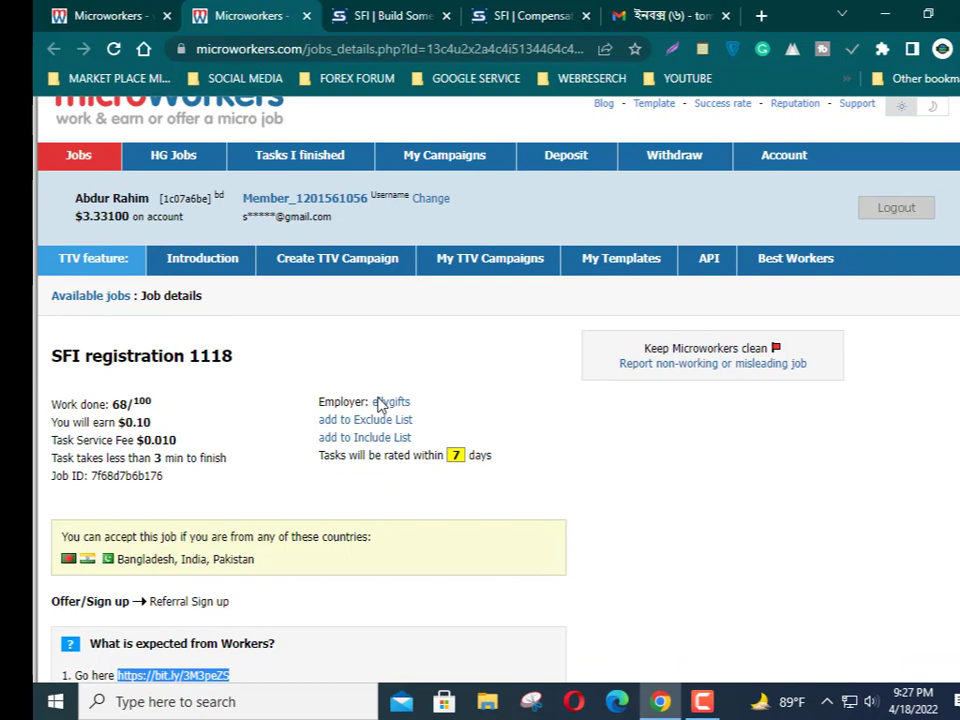 Microworkers -
Microworkers -
SFI | Build Some
SFI | Compensat
ইনবক্স (৬) - tom
microworkers.com/jobs_details.php?Id=13c4u2x2a4c4i5134464c4...
MARKET PLACE MI...
SOCIAL MEDIA
FOREX FORUM
GOOGLE SERVICE
WEBRESERCH
YOUTUBE
»
Other bookm
microWorkers
work & earn or offer a micro job
Blog - Template - Success rate - Reputation - Support
Jobs
HG Jobs
Tasks I finished
My Campaigns
Deposit
Withdraw
Account
Abdur Rahim [1c07a6be] bd
Member_1201561056 Username Change
$3.33100 on account
s*****@gmail.com
Logout
TTV feature:
Introduction
Create TTV Campaign
My TTV Campaigns
My Templates
API
Best Workers
Available jobs : Job details
SFI registration 1118
Keep Microworkers clean
Report non-working or misleading job
Work done: 68/100
You will earn $0.10
Task Service Fee $0.010
Task takes less than 3 min to finish
Job ID: 7f68d7b6b176
Employer:
add to Exclude List
add to Include List
Tasks will be rated within 7 days
You can accept this job if you are from any of these countries:
Bangladesh, India, Pakistan
Offer/Sign up → Referral Sign up
? What is expected from Workers?
1. Go here https://bit.ly/3M3peZS
Type here to search
89°F
9:27 PM
4/18/2022